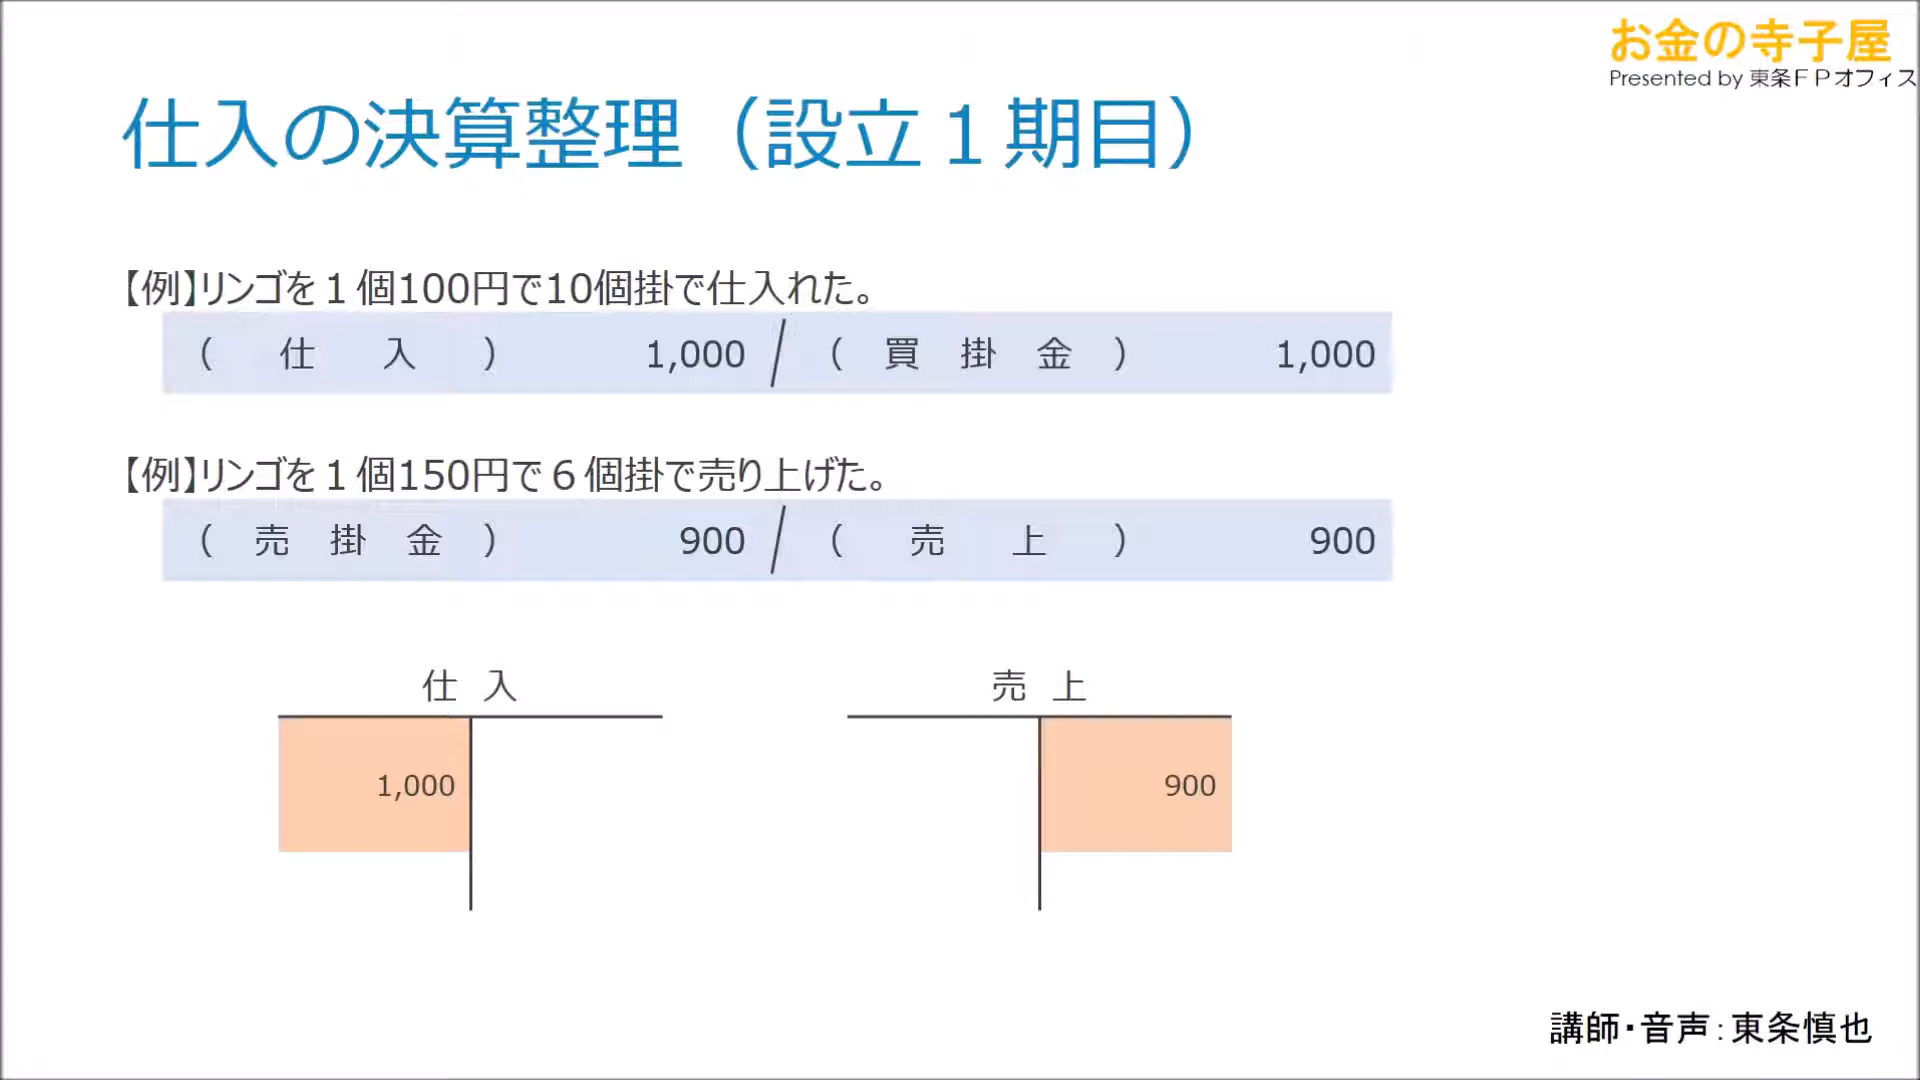 お金の寺子屋
Presented by 東条ＦＰオフィス
仕入の決算整理（設立１期目）
【例】リンゴを１個100円で10個掛で仕入れた。
（　仕　入　） 1,000 / （　買　掛　金　） 1,000
【例】リンゴを１個150円で６個掛で売り上げた。
（　売　掛　金　） 900 / （　売　上　） 900
仕 入　売 上
1,000　900
講師・音声：東条慎也